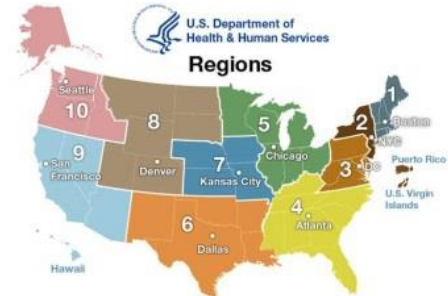 U.S. Department of
Health & Human Services
Regions
Seattle
10
8
9
San
Francisco
Denver
7
Kansas City
5
Chicago
1
Boston
2
NYC
3
DC
Puerto Rico
U.S. Virgin
Islands
4
Atlanta
6
Dallas
Hawaii